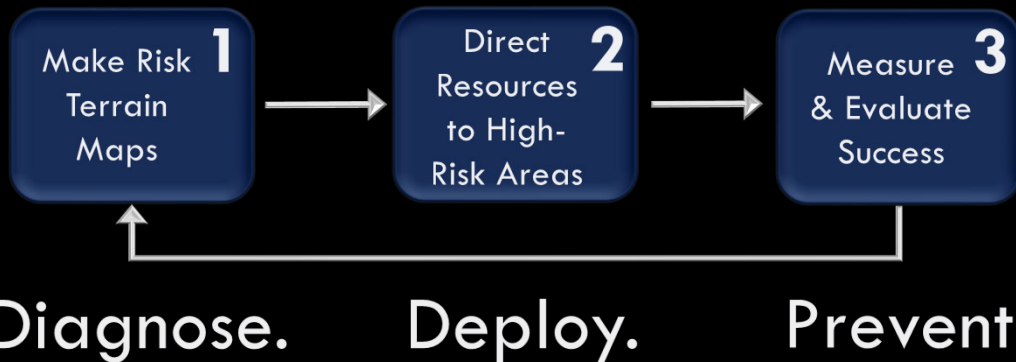 Make Risk
Terrain
Maps
1
Direct
Resources
to High-
Risk Areas
2
Measure
& Evaluate
Success
3
Diagnose.
Deploy.
Prevent